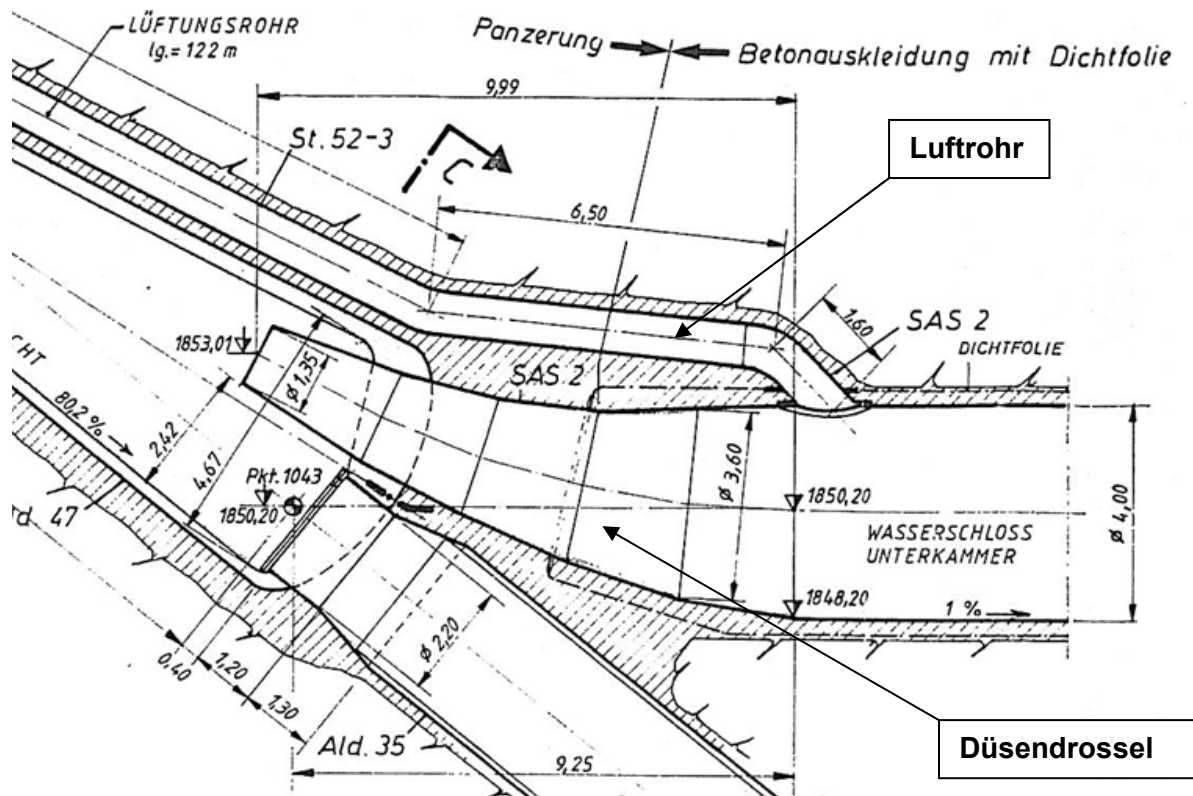 LÜFTUNGSROHR
lg.= 122 m
Panzerung
Betonauskleidung mit Dichtfolie
9,99
St. 52-3
Luftrohr
C
6,50
1,60
SAS 2
DICHTFOLIE
1853,01
ø 1,35
SAS 2
CHT
80,2 %
2,42
4,67
Pkt. 1043
1850,20
ø 3,60
1850,20
WASSERSCHLOSS
UNTERKAMMER
ø 4,00
rd. 47
1848,20
1 %
ø 2,20
0,40
1,20
1,30
Ald. 35
9,25
Düsendrossel